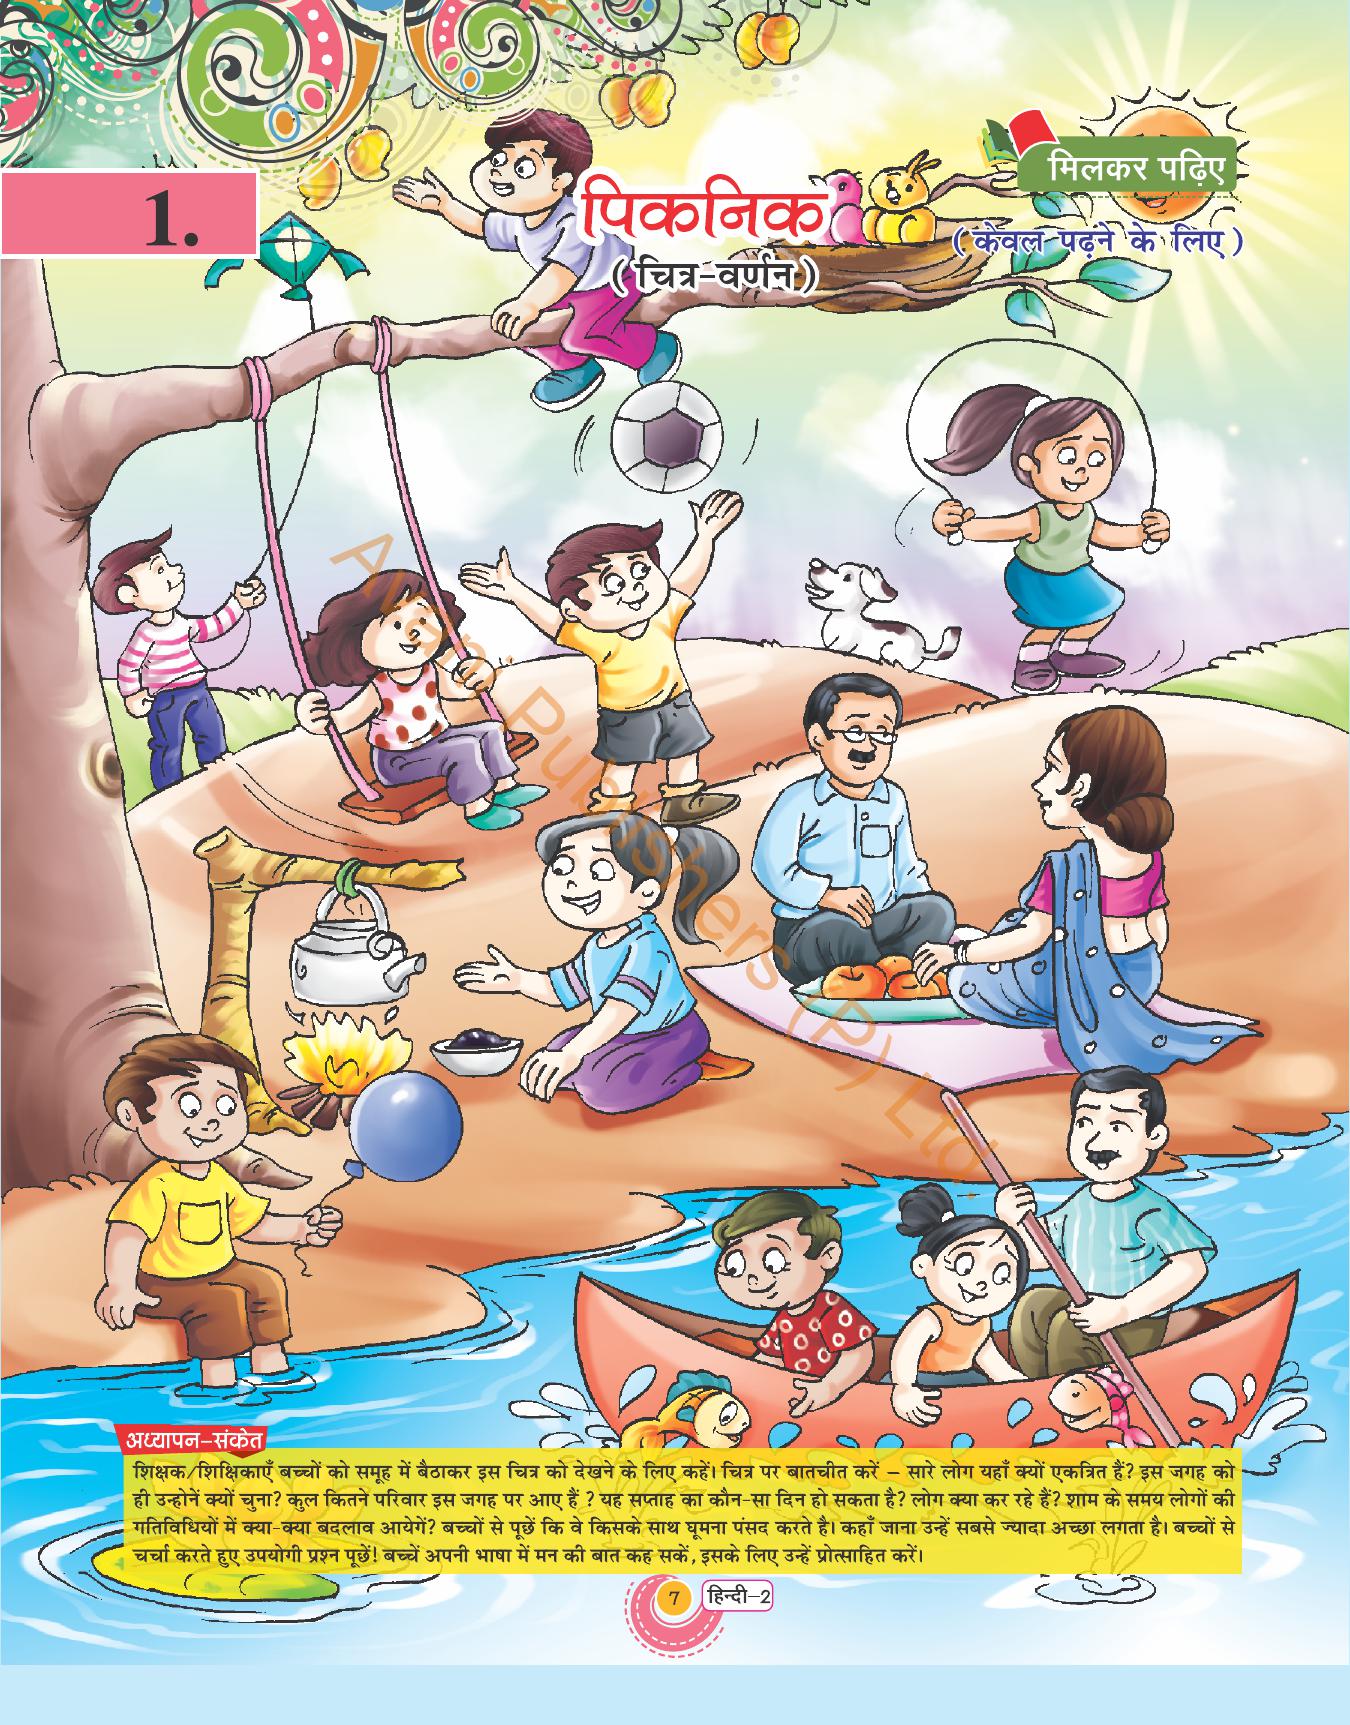 1.
पिकनिक
(चित्र-वर्णन)
मिलकर पढ़िए
(केवल पढ़ने के लिए)
अध्यापन-संकेत
शिक्षक/शिक्षिकाएँ बच्चों को समूह में बैठाकर इस चित्र को देखने के लिए कहें। चित्र पर बातचीत करें – सारे लोग यहाँ क्यों एकत्रित हैं? इस जगह को
ही उन्होनें क्यों चुना? कुल कितने परिवार इस जगह पर आए हैं ? यह सप्ताह का कौन-सा दिन हो सकता है? लोग क्या कर रहे हैं? शाम के समय लोगों की
गतिविधियों में क्या-क्या बदलाव आयेगें? बच्चों से पूछें कि वे किसके साथ घूमना पंसद करते है। कहाँ जाना उन्हें सबसे ज्यादा अच्छा लगता है। बच्चों से
चर्चा करते हुए उपयोगी प्रश्न पूछें! बच्चें अपनी भाषा में मन की बात कह सकें, इसके लिए उन्हें प्रोत्साहित करें।
7
हिन्दी-2